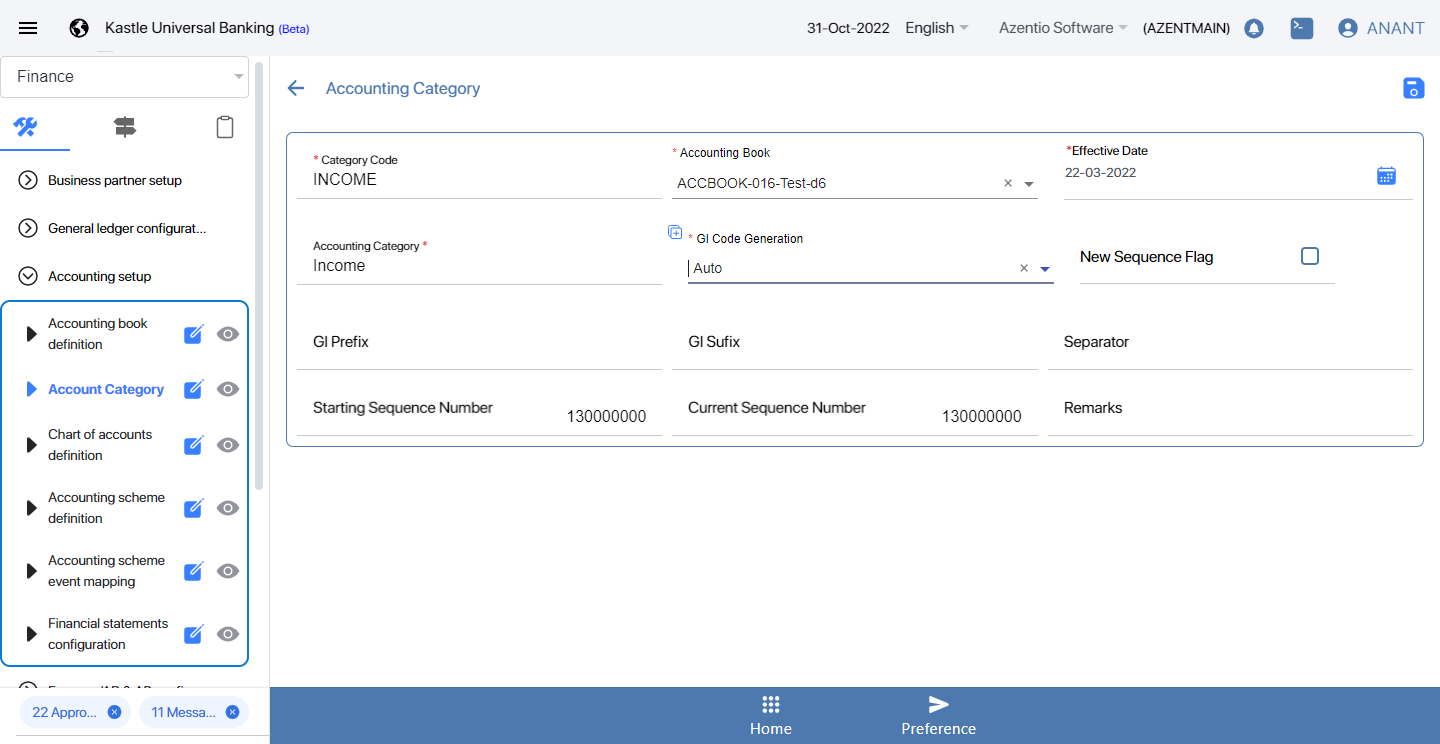 Kastle Universal Banking (Beta)
31-Oct-2022
English
Azentio Software
(AZENTMAIN)
ANANT
Finance
Business partner setup
General ledger configurat...
Accounting setup
Accounting book
definition
Account Category
Chart of accounts
definition
Accounting scheme
definition
Accounting scheme
event mapping
Financial statements
configuration
22 Appro...
11 Messa...
Accounting Category
* Category Code
INCOME
* Accounting Book
ACCBOOK-016-Test-d6
*Effective Date
22-03-2022
Accounting Category *
Income
* Gl Code Generation
Auto
New Sequence Flag
Gl Prefix
Gl Sufix
Separator
Starting Sequence Number
130000000
Current Sequence Number
130000000
Remarks
Home
Preference